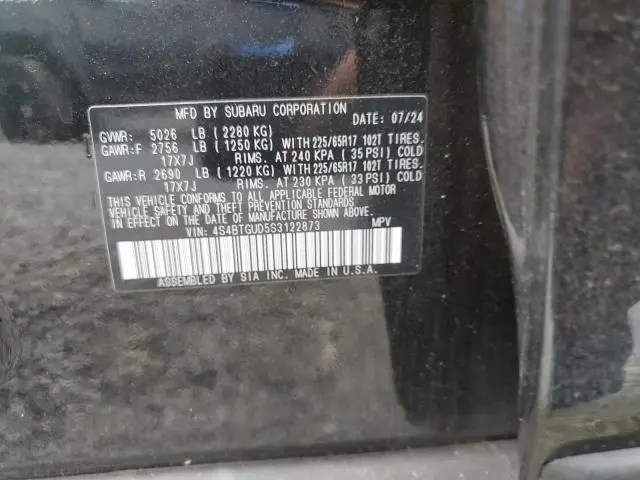 MFD BY SUBARU CORPORATION DATE: 07/24
GVWR: 5026 LB (2280 KG)
GAWR:F 2756 LB (1250 KG) WITH 225/65R17 102T TIRES.
17X7J RIMS. AT 240 KPA (35 PSI) COLD
GAWR:R 2690 LB (1220 KG) WITH 225/65R17 102T TIRES.
17X7J RIMS. AT 230 KPA (33 PSI) COLD
THIS VEHICLE CONFORMS TO ALL APPLICABLE FEDERAL MOTOR
VEHICLE SAFETY AND THEFT PREVENTION STANDARDS
IN EFFECT ON THE DATE OF MANUFACTURE SHOWN ABOVE.
VIN: 4S4BTGUD5S3122873 MPV
ASSEMBLED BY SIA INC. MADE IN U.S.A.